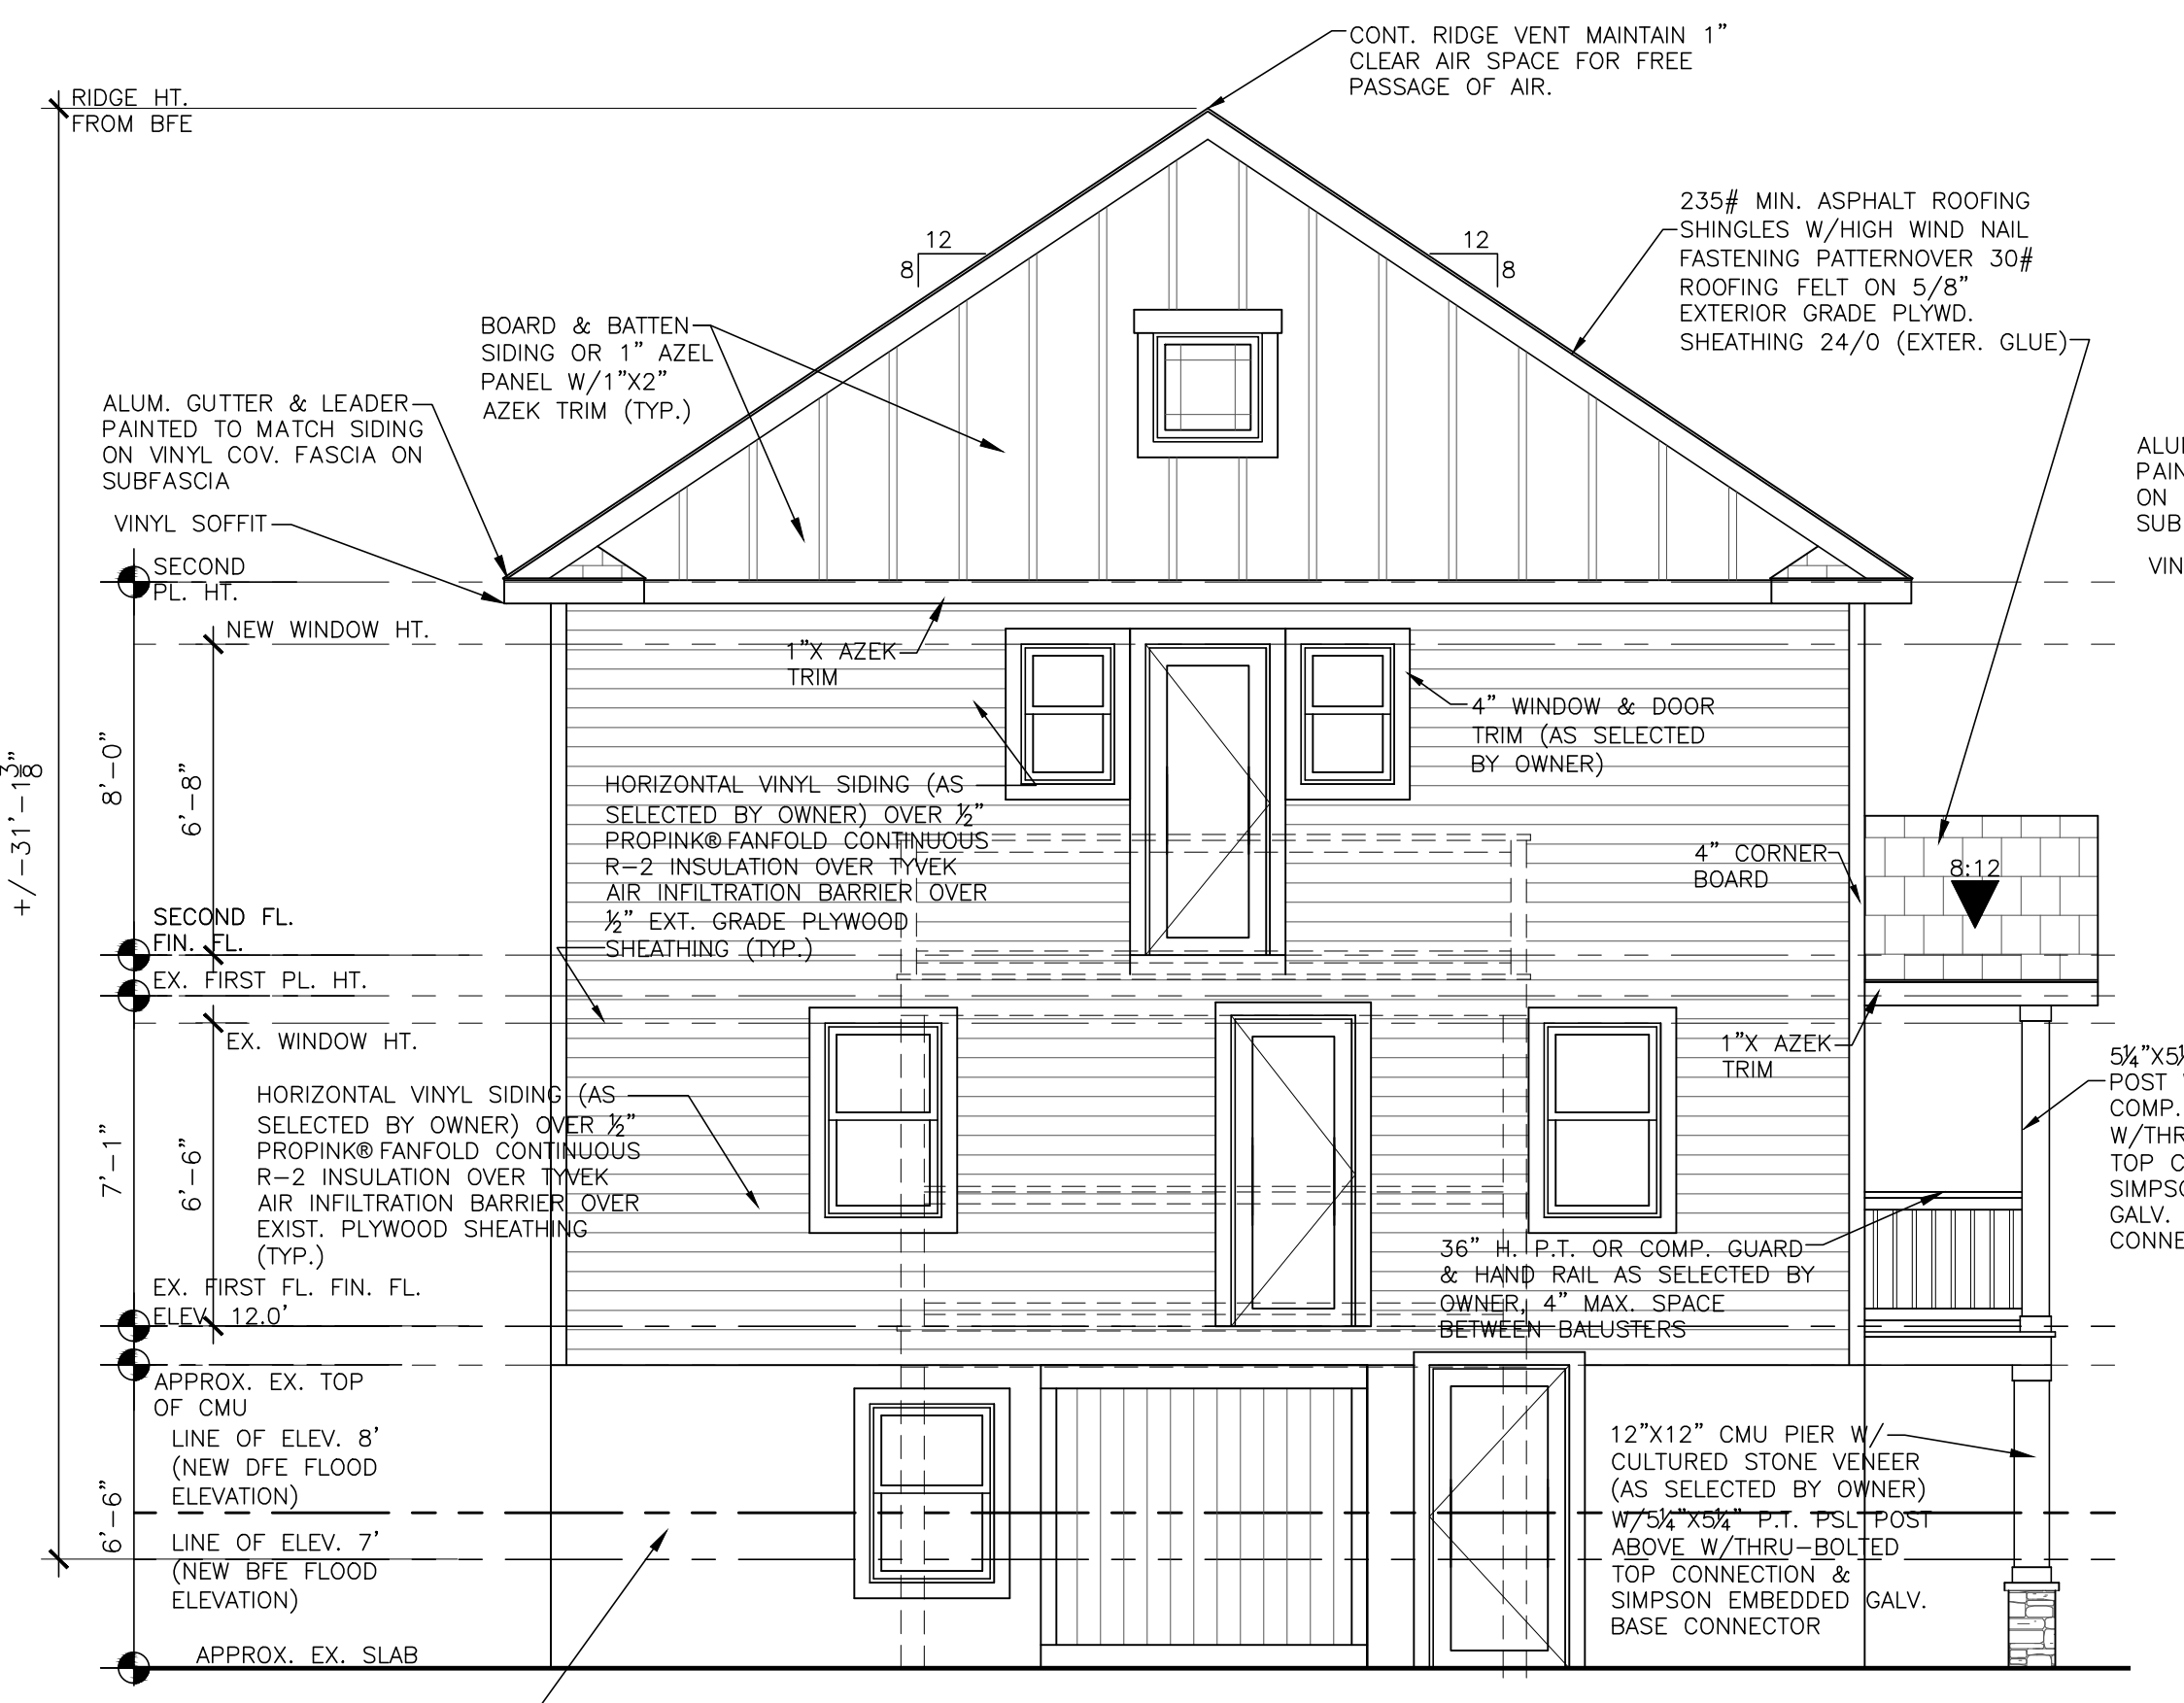 CONT. RIDGE VENT MAINTAIN 1"
CLEAR AIR SPACE FOR FREE
PASSAGE OF AIR.
RIDGE HT.
FROM BFE
235# MIN. ASPHALT ROOFING
SHINGLES W/HIGH WIND NAIL
FASTENING PATTERNOVER 30#
ROOFING FELT ON 5/8"
EXTERIOR GRADE PLYWD.
SHEATHING 24/0 (EXTER. GLUE)
12
8
12
8
BOARD & BATTEN
SIDING OR 1" AZEL
PANEL W/1"X2"
AZEK TRIM (TYP.)
ALUM. GUTTER & LEADER
PAINTED TO MATCH SIDING
ON VINYL COV. FASCIA ON
SUBFASCIA
VINYL SOFFIT
SECOND
PL. HT.
NEW WINDOW HT.
1"X AZEK
TRIM
4" WINDOW & DOOR
TRIM (AS SELECTED
BY OWNER)
+/-31'-1 3/8"
8'-0"
6'-8"
HORIZONTAL VINYL SIDING (AS
SELECTED BY OWNER) OVER ½"
PROPINK® FANFOLD CONTINUOUS
R-2 INSULATION OVER TYVEK
AIR INFILTRATION BARRIER OVER
½" EXT. GRADE PLYWOOD
SHEATHING (TYP.)
4" CORNER
BOARD
8:12
SECOND FL.
FIN. FL.
EX. FIRST PL. HT.
EX. WINDOW HT.
1"X AZEK
TRIM
7'-1"
6'-6"
HORIZONTAL VINYL SIDING (AS
SELECTED BY OWNER) OVER ½"
PROPINK® FANFOLD CONTINUOUS
R-2 INSULATION OVER TYVEK
AIR INFILTRATION BARRIER OVER
EXIST. PLYWOOD SHEATHING
(TYP.)
36" H. P.T. OR COMP. GUARD
& HAND RAIL AS SELECTED BY
OWNER, 4" MAX. SPACE
BETWEEN BALUSTERS
EX. FIRST FL. FIN. FL.
ELEV. 12.0'
APPROX. EX. TOP
OF CMU
LINE OF ELEV. 8'
(NEW DFE FLOOD
ELEVATION)
6'-6"
LINE OF ELEV. 7'
(NEW BFE FLOOD
ELEVATION)
APPROX. EX. SLAB
12"X12" CMU PIER W/
CULTURED STONE VENEER
(AS SELECTED BY OWNER)
W/5¼"X5¼" P.T. PSL POST
ABOVE W/THRU-BOLTED
TOP CONNECTION &
SIMPSON EMBEDDED GALV.
BASE CONNECTOR
ON
SUB
POST
COMP.
TOP
GALV.